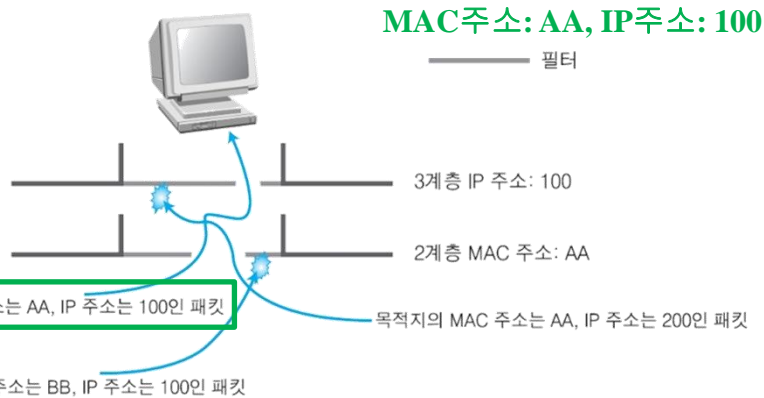 MAC주소: AA, IP주소: 100
필터
3계층 IP 주소: 100
2계층 MAC 주소: AA
는 AA, IP 주소는 100인 패킷
목적지의 MAC 주소는 AA, IP 주소는 200인 패킷
주소는 BB, IP 주소는 100인 패킷